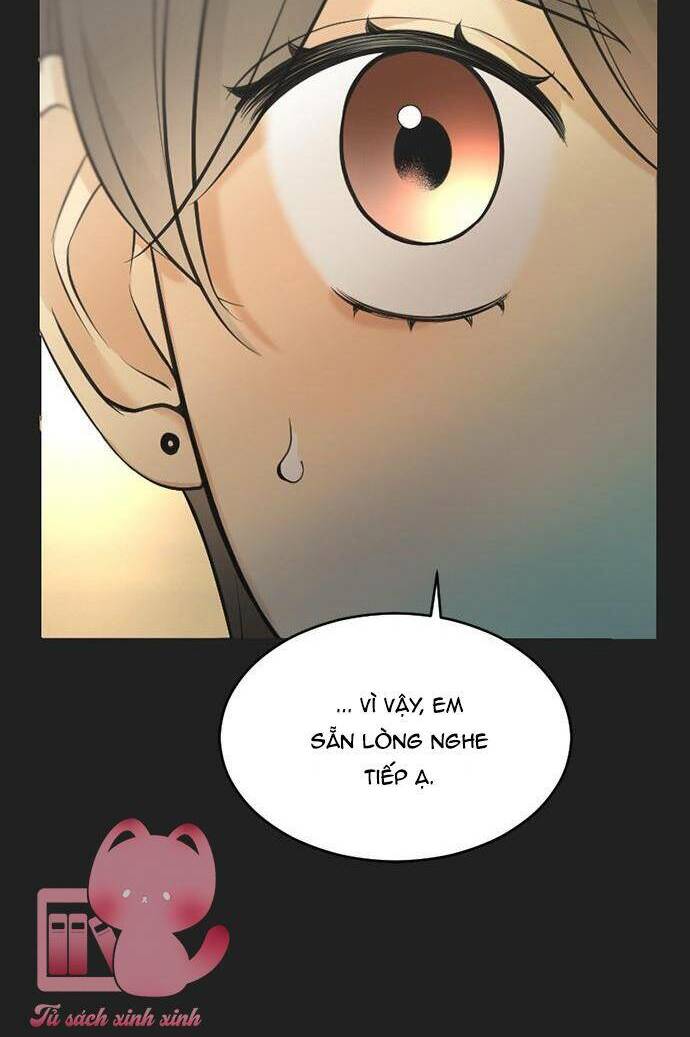 ... VÌ VẬY, EM
SẴN LÒNG NGHE
TIẾP Ạ.
Tủ sách xinh xinh